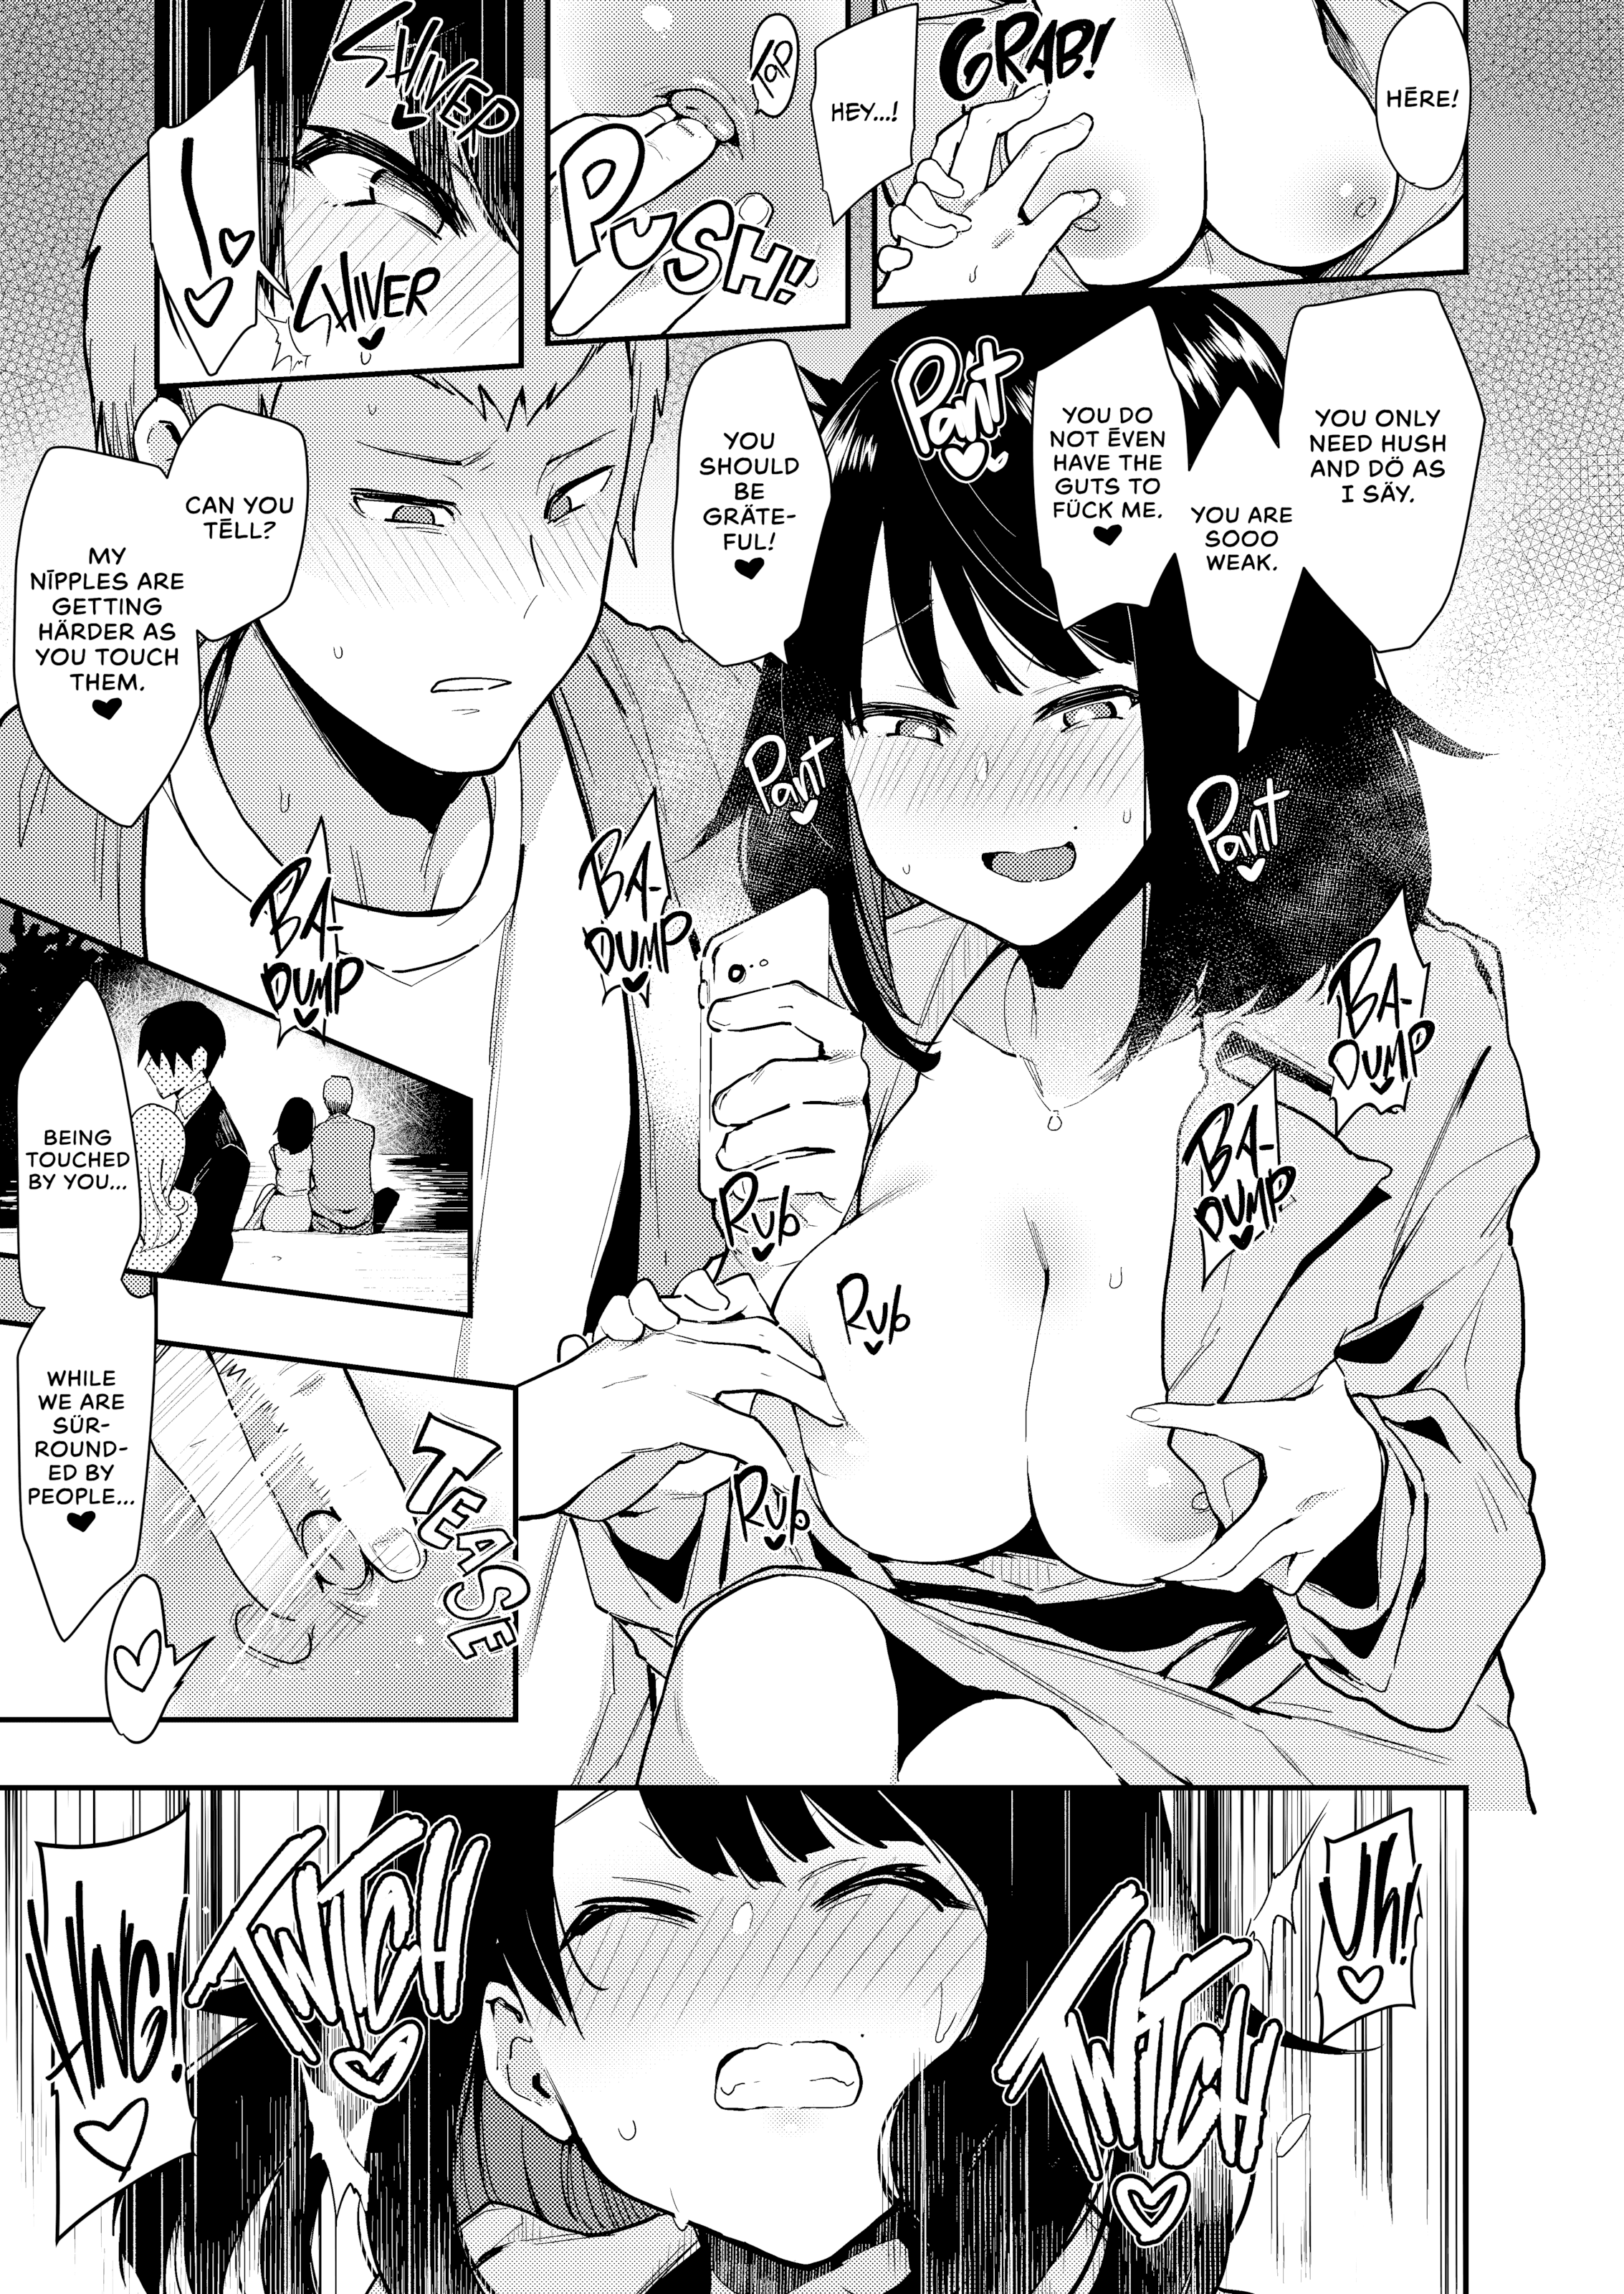 HĒRE!
GRAB!
HEY...!
TAP
PUSH!
SHIVER
!
SHIVER
YOU ONLY
NEED HUSH
AND DÖ AS
I SÄY.
YOU ARE
SOOO
WEAK.
YOU DO
NOT ĒVEN
HAVE THE
GUTS TO
FÜCK ME.
Pant
YOU
SHOULD
BE
GRÄTE-
FUL!
Pant
Pant
CAN YOU
TĒLL?
MY
NĪPPLES ARE
GETTING
HÄRDER AS
YOU TOUCH
THEM.
BA-
DUMP
BA-
DUMP
BA-
DUMP
BA-
DUMP
Rub
Rub
Rub
BEING
TOUCHED
BY YOU...
WHILE
WE ARE
SÜR-
ROUND-
ED BY
PEOPLE...
TEASE
Uh!
TWITCH
TWITCH
HNG!